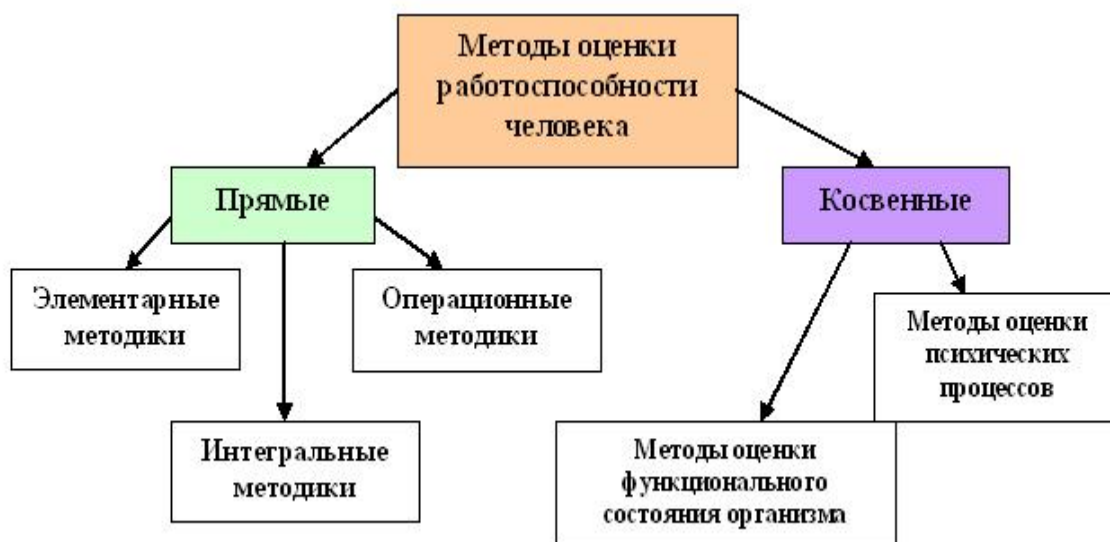 Методы оценки
работоспособности
человека
Прямые
Косвенные
Элементарные
методики
Операционные
методики
Методы оценки
психических
процессов
Интегральные
методики
Методы оценки
функционального
состояния организма